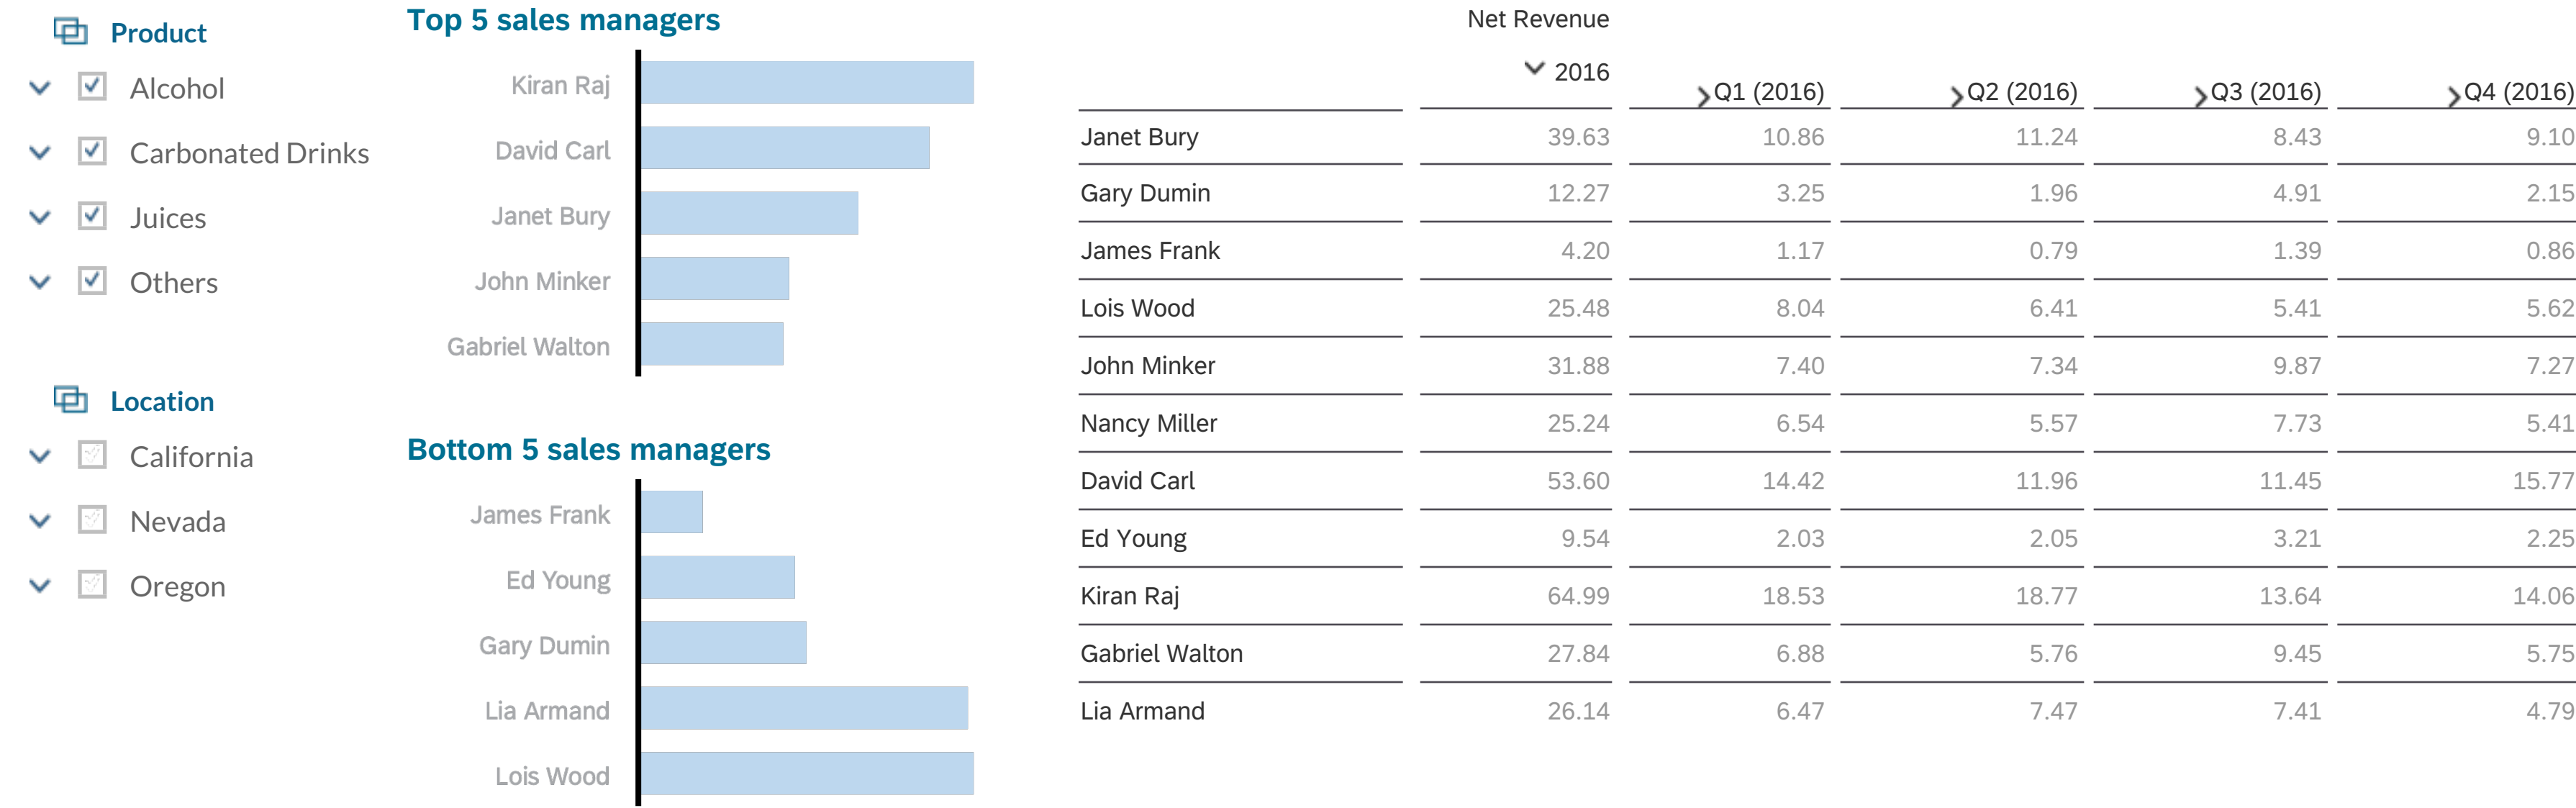 Product
Alcohol
Carbonated Drinks
Juices
Others
Location
California
Nevada
Oregon
Top 5 sales managers
Kiran Raj
David Carl
Janet Bury
John Minker
Gabriel Walton
Bottom 5 sales managers
James Frank
Ed Young
Gary Dumin
Lia Armand
Lois Wood
Net Revenue
2016 Q1 (2016) Q2 (2016) Q3 (2016) Q4 (2016)
Janet Bury 39.63 10.86 11.24 8.43 9.10
Gary Dumin 12.27 3.25 1.96 4.91 2.15
James Frank 4.20 1.17 0.79 1.39 0.86
Lois Wood 25.48 8.04 6.41 5.41 5.62
John Minker 31.88 7.40 7.34 9.87 7.27
Nancy Miller 25.24 6.54 5.57 7.73 5.41
David Carl 53.60 14.42 11.96 11.45 15.77
Ed Young 9.54 2.03 2.05 3.21 2.25
Kiran Raj 64.99 18.53 18.77 13.64 14.06
Gabriel Walton 27.84 6.88 5.76 9.45 5.75
Lia Armand 26.14 6.47 7.47 7.41 4.79